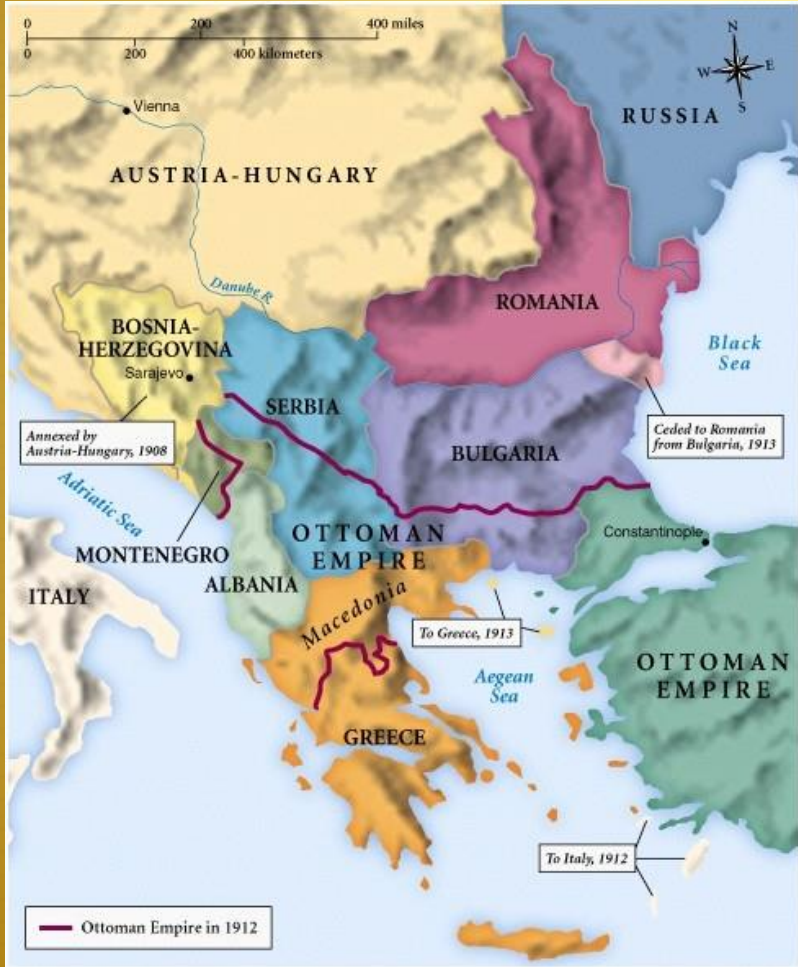 0 200 400 miles
0 200 400 kilometers
N
W E
S
Vienna
RUSSIA
AUSTRIA-HUNGARY
Danube R.
ROMANIA
BOSNIA-
HERZEGOVINA
Sarajevo
Black
Sea
SERBIA
Annexed by
Austria-Hungary, 1908
BULGARIA
Ceded to Romania
from Bulgaria, 1913
Adriatic Sea
MONTENEGRO
OTTOMAN
EMPIRE
Constantinople
ALBANIA
ITALY
Macedonia
To Greece, 1913
Aegean
Sea
OTTOMAN
EMPIRE
GREECE
To Italy, 1912
Ottoman Empire in 1912